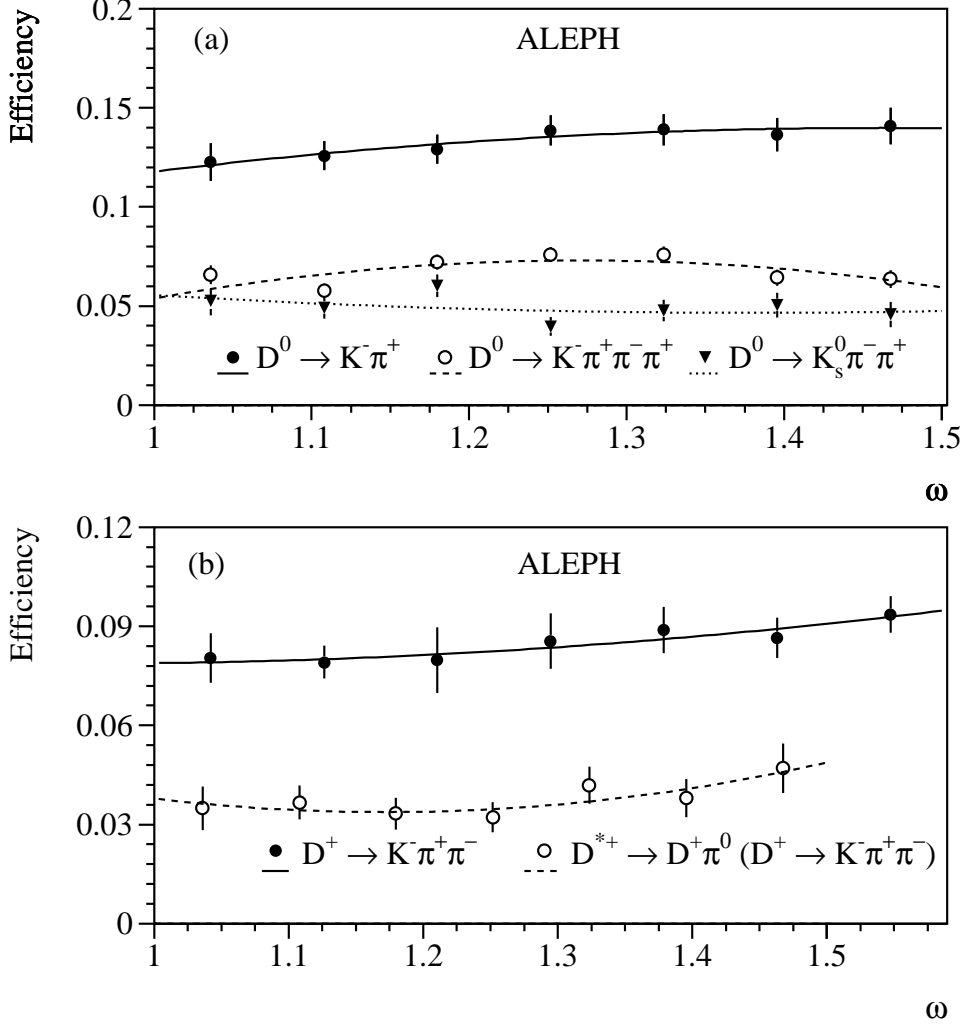 Efficiency
(a) ALEPH
0.2
0.15
0.1
0.05
0
D⁰ → K⁻π⁺ D⁰ → K⁻π⁺π⁻π⁺ D⁰ → K⁰ₛπ⁻π⁺
1 1.1 1.2 1.3 1.4 1.5
ω
Efficiency
(b) ALEPH
0.12
0.09
0.06
0.03
0
D⁺ → K⁻π⁺π⁻ D*⁺ → D⁺π⁰ (D⁺ → K⁻π⁺π⁻)
1 1.1 1.2 1.3 1.4 1.5
ω